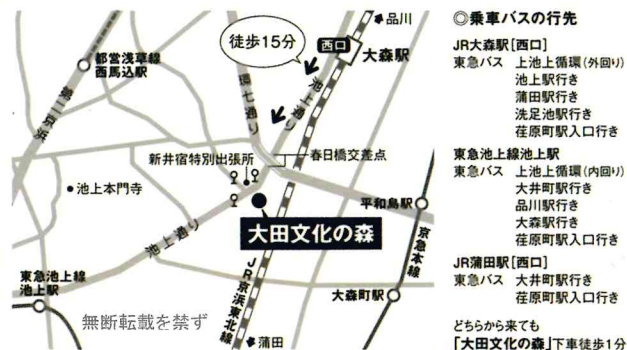 品川
徒歩15分
西口
大森駅
都営浅草線
西馬込駅
第二京浜
環七通り
池上通り
新井宿特別出張所
春日橋交差点
池上本門寺
平和島駅
大田文化の森
池上通り
京急本線
JR京浜東北線
東急池上線
池上駅
大森町駅
無断転載を禁ず
蒲田
◎乗車バスの行先
JR大森駅[西口]
東急バス 上池上循環(外回り)
池上駅行き
蒲田駅行き
洗足池行き
荏原町駅入口行き
東急池上線池上駅
東急バス 上池上循環(内回り)
大井町駅行き
品川駅行き
大森駅行き
荏原町駅入口行き
JR蒲田駅[西口]
東急バス 大井町駅行き
荏原町駅入口行き
どちらから来ても
「大田文化の森」下車徒歩1分